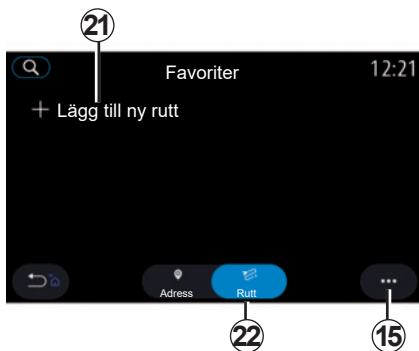 21
Favoriter
12:21
+ Lägg till ny rutt
Adress
Rutt
...
22
15